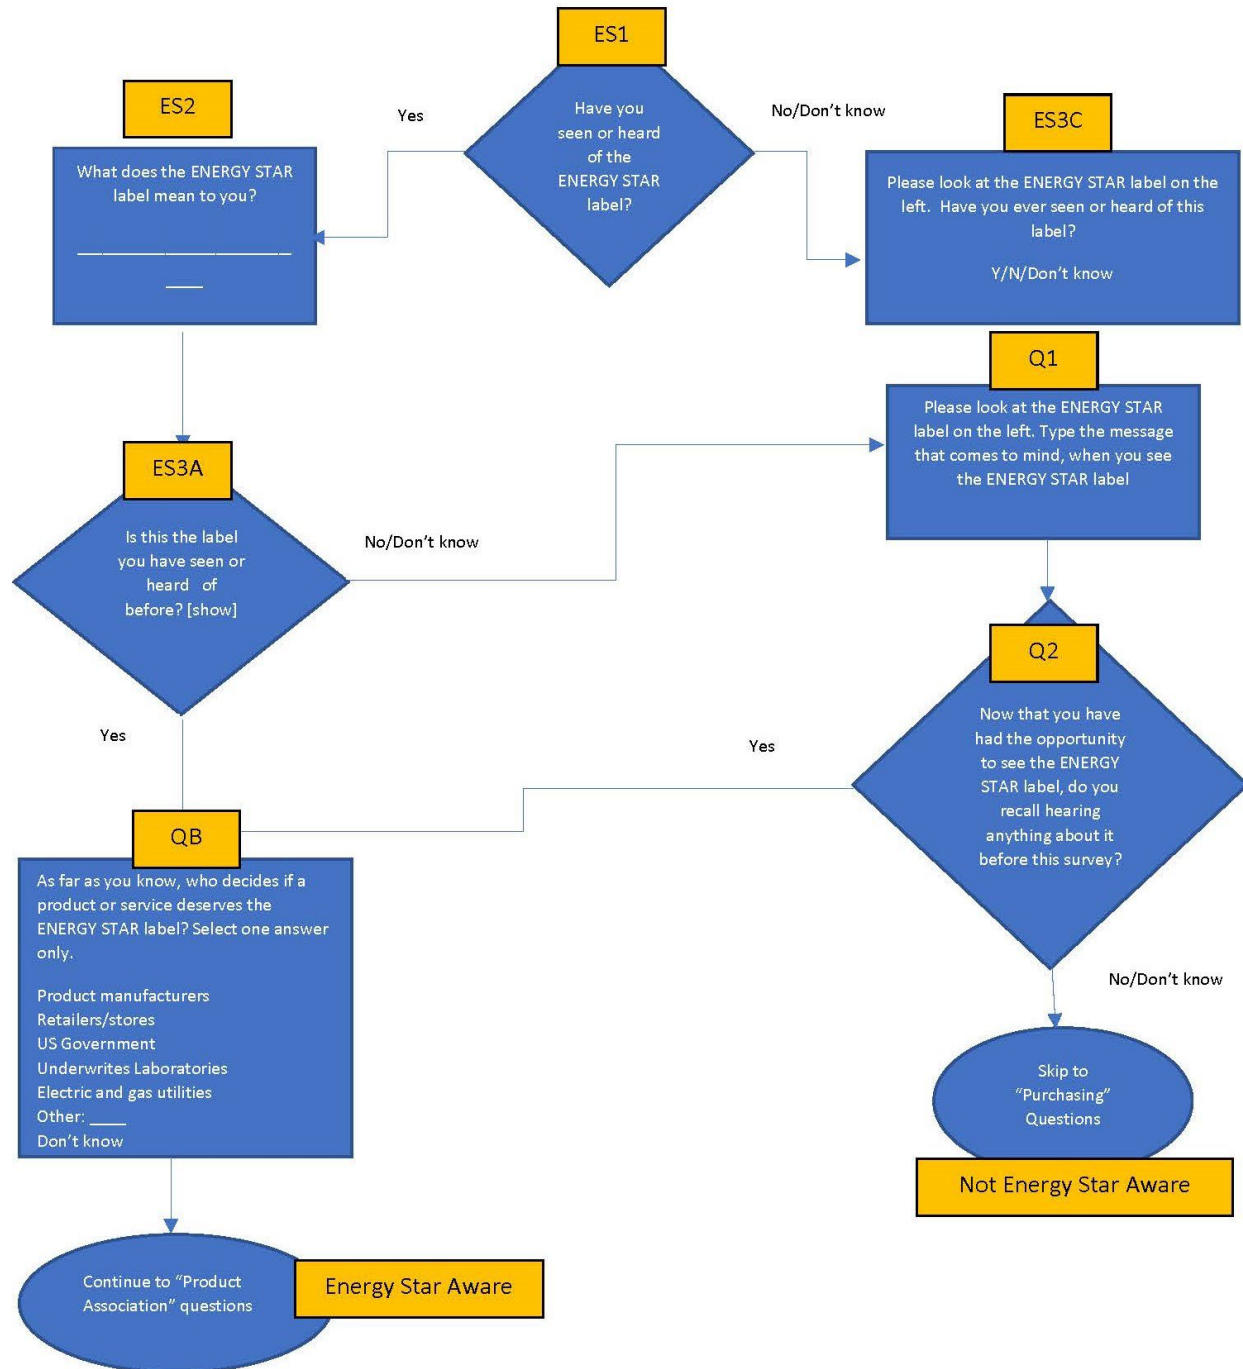 ES1
Have you
seen or heard
of the
ENERGY STAR
label?
Yes
No/Don't know
ES2
What does the ENERGY STAR
label mean to you?
___________________
___
ES3C
Please look at the ENERGY STAR label on the
left.  Have you ever seen or heard of this
label?
Y/N/Don't know
Q1
Please look at the ENERGY STAR
label on the left. Type the message
that comes to mind, when you see
the ENERGY STAR label
ES3A
Is this the label
you have seen or
heard   of
before? [show]
No/Don't know
Yes
Q2
Now that you have
had the opportunity
to see the ENERGY
STAR label, do you
recall hearing
anything about it
before this survey?
Yes
No/Don't know
QB
As far as you know, who decides if a
product or service deserves the
ENERGY STAR label? Select one answer
only.
Product manufacturers
Retailers/stores
US Government
Underwrites Laboratories
Electric and gas utilities
Other: ____
Don't know
Skip to
"Purchasing"
Questions
Not Energy Star Aware
Continue to "Product
Association" questions
Energy Star Aware